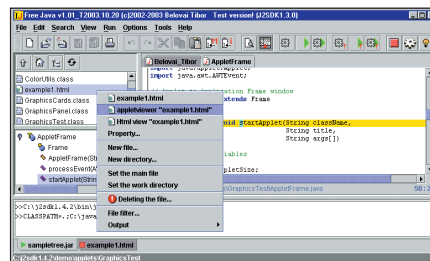 Free Java v1.01_T2003.10.20 (c)2002-2003 Belovai Tibor Test version! (J2SDK1.3.0)
File Edit Search View Run Options Tools Help
Belovai_Tibor AppletFrame
ColorUtils.class
example1.html
GraphicsCards.class
GraphicsPanel.class
GraphicsTest.class
AppletFrame
Frame
AppletFrame(St
processEvent(A
startApplet(Strin
example1.html
appletviewer "example1.html"
Html view "example1.html"
Property...
New file...
New directory...
Set the main file
Set the work directory
Deleting the file...
File filter...
Output
import java.awt.AWTEvent;
Application Frame window
extends Frame
void startApplet(String className,
String title,
String args[])
iables
pletSize;
\GraphicsTest\AppletFrame.java
50 : 2
>>C:\j2sdk1.4.2\bin\j
>>CLASSPATH=.;C:\java
sampletree.jar example1.html
C:\j2sdk1.4.2\demo\applets\GraphicsTest